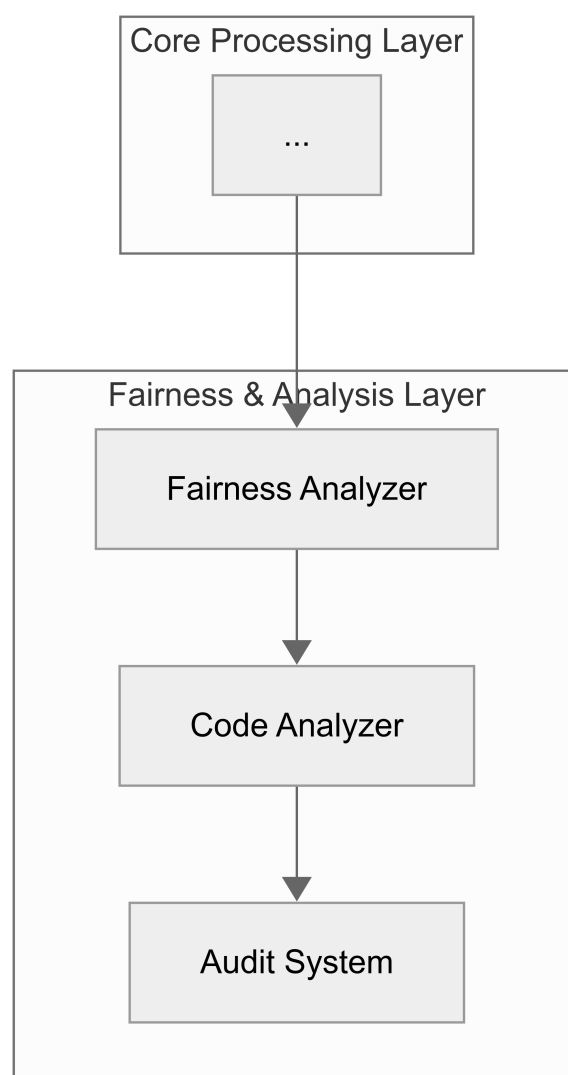 Core Processing Layer
...
Fairness & Analysis Layer
Fairness Analyzer
Code Analyzer
Audit System